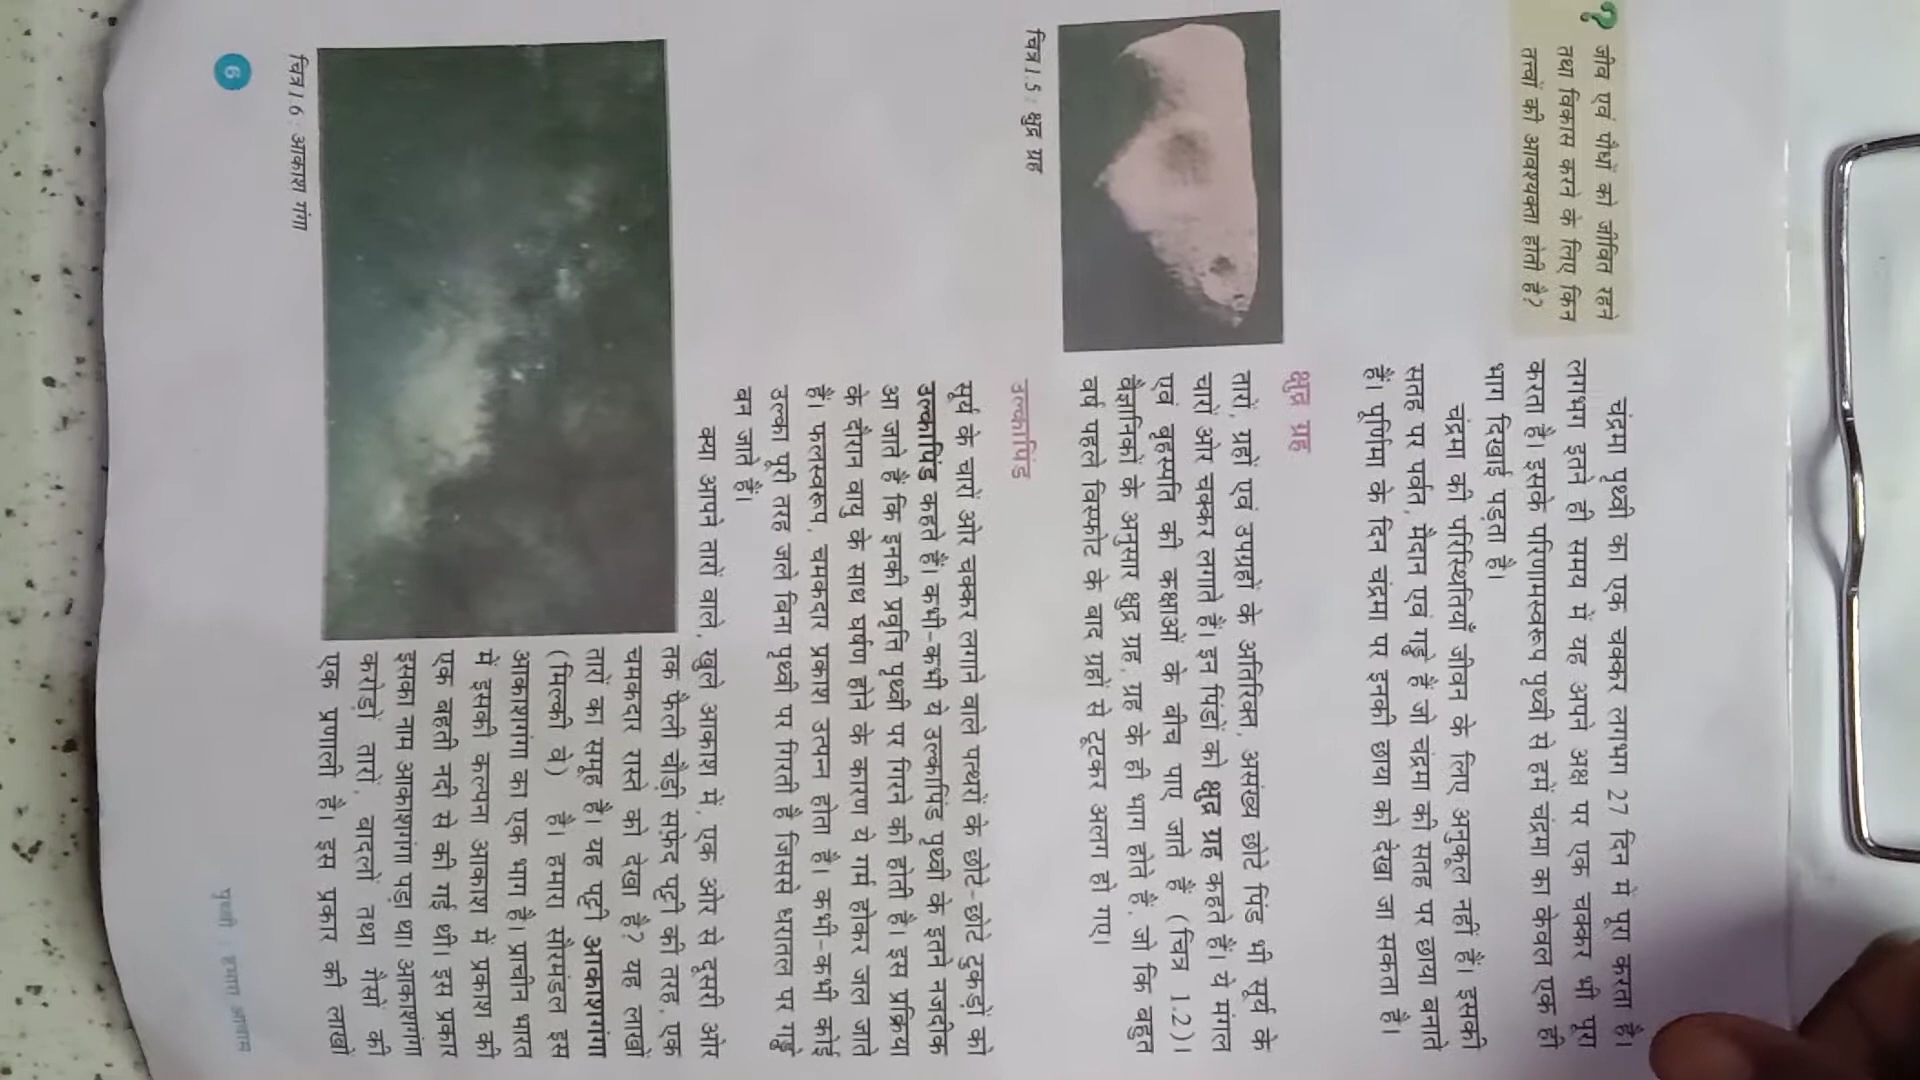 जीव एवं पौधों को जीवित रहने
तथा विकास करने के लिए किन
तत्त्वों की आवश्यकता होती है?
चंद्रमा पृथ्वी का एक चक्कर लगभग 27 दिन में पूरा करता है।
लगभग इतने ही समय में यह अपने अक्ष पर एक चक्कर भी पूरा
करता है। इसके परिणामस्वरूप पृथ्वी से हमें चंद्रमा का केवल एक ही
भाग दिखाई पड़ता है।
चंद्रमा की परिस्थितियाँ जीवन के लिए अनुकूल नहीं हैं। इसकी
सतह पर पर्वत, मैदान एवं गड्ढे हैं जो चंद्रमा की सतह पर छाया बनाते
हैं। पूर्णिमा के दिन चंद्रमा पर इनकी छाया को देखा जा सकता है।
क्षुद्र ग्रह
तारों, ग्रहों एवं उपग्रहों के अतिरिक्त, असंख्य छोटे पिंड भी सूर्य के
चारों ओर चक्कर लगाते हैं। इन पिंडों को क्षुद्र ग्रह कहते हैं। ये मंगल
एवं बृहस्पति की कक्षाओं के बीच पाए जाते हैं (चित्र 1.2)।
वैज्ञानिकों के अनुसार क्षुद्र ग्रह, ग्रह के ही भाग होते हैं, जो कि बहुत
वर्ष पहले विस्फोट के बाद ग्रहों से टूटकर अलग हो गए।
चित्र 1.5 : क्षुद्र ग्रह
उल्कापिंड
सूर्य के चारों ओर चक्कर लगाने वाले पत्थरों के छोटे-छोटे टुकड़ों को
उल्कापिंड कहते हैं। कभी-कभी ये उल्कापिंड पृथ्वी के इतने नजदीक
आ जाते हैं कि इनकी प्रवृत्ति पृथ्वी पर गिरने की होती है। इस प्रक्रिया
के दौरान वायु के साथ घर्षण होने के कारण ये गर्म होकर जल जाते
हैं। फलस्वरूप, चमकदार प्रकाश उत्पन्न होता है। कभी-कभी कोई
उल्का पूरी तरह जले बिना पृथ्वी पर गिरती है जिससे धरातल पर गड्ढे
बन जाते हैं।
क्या आपने तारों वाले, खुले आकाश में, एक ओर से दूसरी ओर
तक फैली चौड़ी सफेद पट्टी की तरह, एक
चमकदार रास्ते को देखा है? यह लाखों
तारों का समूह है। यह पट्टी आकाशगंगा
(मिल्की वे) है। हमारा सौरमंडल इस
आकाशगंगा का एक भाग है। प्राचीन भारत
में इसकी कल्पना आकाश में प्रकाश की
एक बहती नदी से की गई थी। इस प्रकार
इसका नाम आकाशगंगा पड़ा था। आकाशगंगा
करोड़ों तारों, बादलों तथा गैसों की
एक प्रणाली है। इस प्रकार की लाखों
चित्र 1.6 : आकाश गंगा
6
पृथ्वी : हमारा आवास